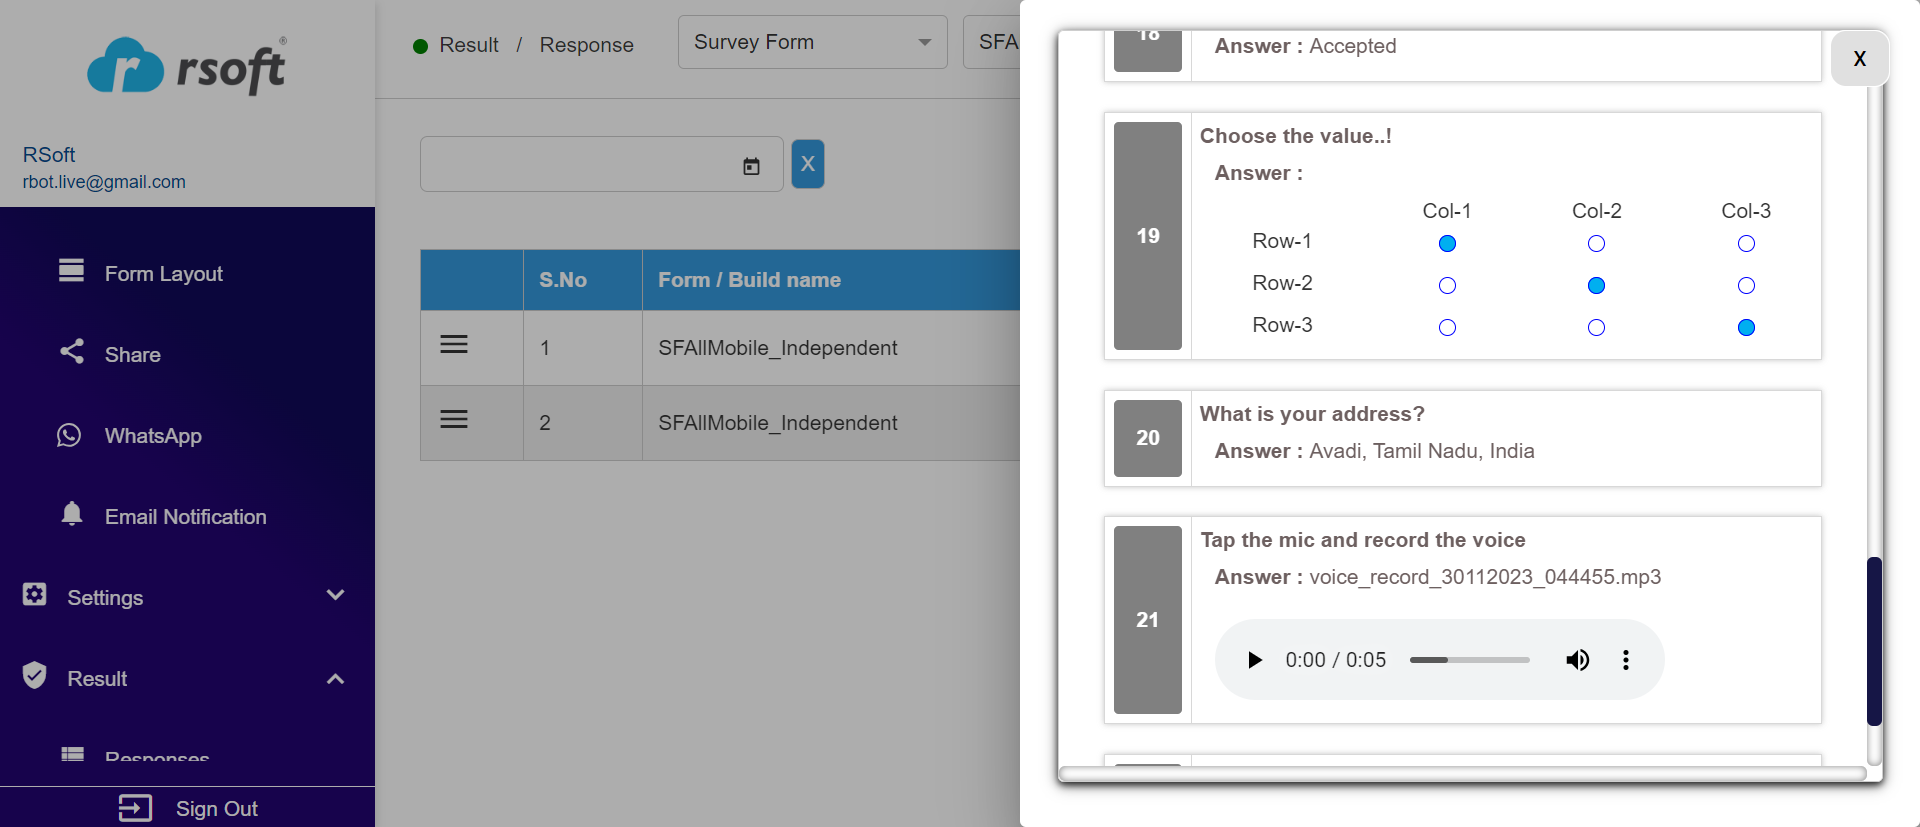 rsoft®
RSoft
rbot.live@gmail.com
Form Layout
Share
WhatsApp
Email Notification
Settings
Result
Responses
Sign Out
Result / Response
Survey Form
SFA
X
S.No Form / Build name
1 SFAllMobile_Independent
2 SFAllMobile_Independent
X
18
Answer : Accepted
19
Choose the value..!
Answer :
Col-1 Col-2 Col-3
Row-1
Row-2
Row-3
20
What is your address?
Answer : Avadi, Tamil Nadu, India
21
Tap the mic and record the voice
Answer : voice_record_30112023_044455.mp3
0:00 / 0:05